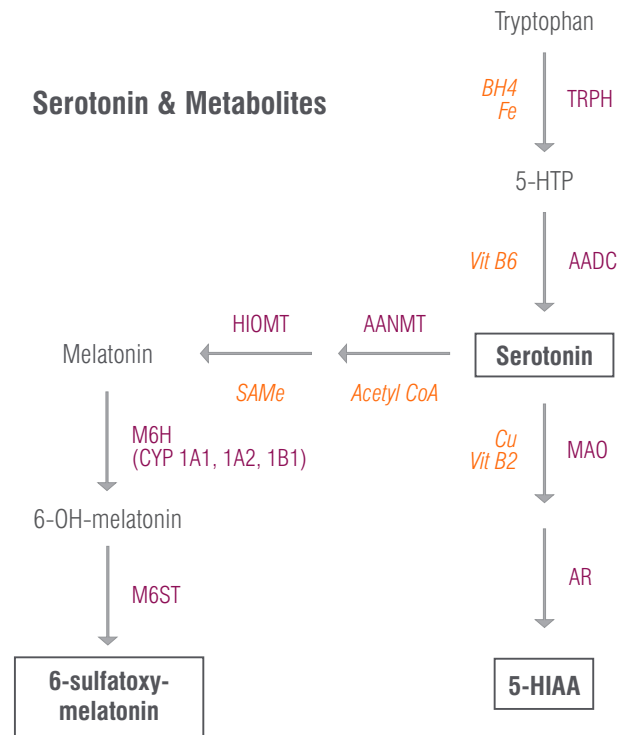 Tryptophan
Serotonin & Metabolites
BH4
Fe
TRPH
5-HTP
Vit B6
AADC
HIOMT
AANMT
Melatonin
Serotonin
SAMe
Acetyl CoA
M6H
(CYP 1A1, 1A2, 1B1)
Cu
Vit B2
MAO
6-OH-melatonin
M6ST
AR
6-sulfatoxy-
melatonin
5-HIAA